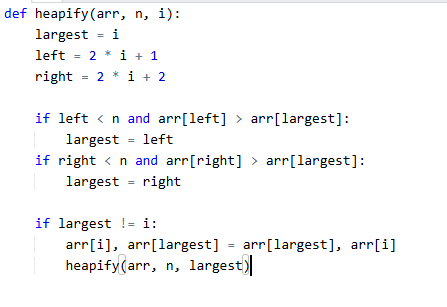 def heapify(arr, n, i):
    largest = i
    left = 2 * i + 1
    right = 2 * i + 2

    if left < n and arr[left] > arr[largest]:
        largest = left
    if right < n and arr[right] > arr[largest]:
        largest = right

    if largest != i:
        arr[i], arr[largest] = arr[largest], arr[i]
        heapify(arr, n, largest)